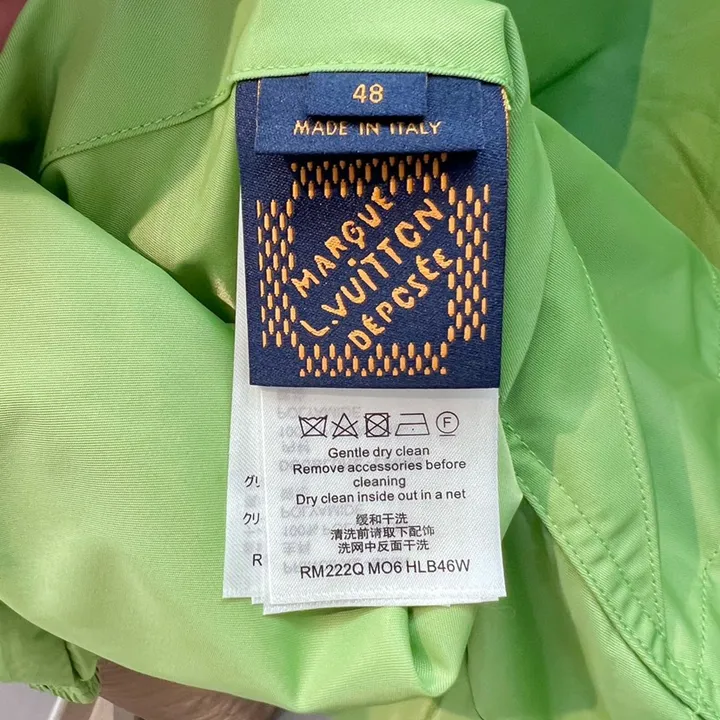 48
MADE IN ITALY
MARQUE
L.VUITTON
DÉPOSÉE
F
Gentle dry clean
Remove accessories before
cleaning
Dry clean inside out in a net
缓和干洗
清洗前请取下配饰
洗网中反面干洗
RM222Q MO6 HLB46W
クリ
R